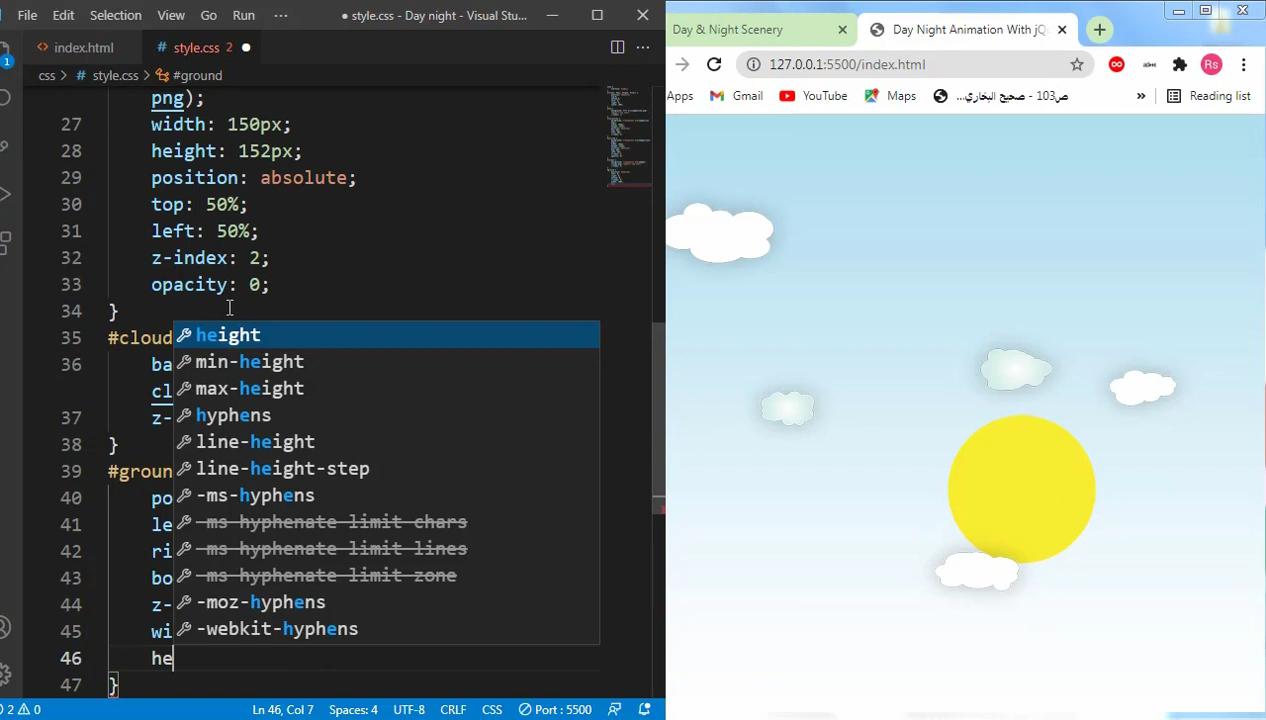 File Edit Selection View Go Run ··· ● style.css - Day night - Visual Stu...
index.html style.css 2 ●
css > style.css > #ground
png);
27 width: 150px;
28 height: 152px;
29 position: absolute;
30 top: 50%;
31 left: 50%;
32 z-index: 2;
33 opacity: 0;
34 }
35 #cloud
36 ba
cl
37 z-
38 }
39 #groun
40 po
41 le
42 ri
43 bo
44 z-
45 wi
46 he
47 }
height
min-height
max-height
hyphens
line-height
line-height-step
-ms-hyphens
-ms-hyphenate-limit-chars
-ms-hyphenate-limit-lines
-ms-hyphenate-limit-zone
-moz-hyphens
-webkit-hyphens
1
2 0 Ln 46, Col 7 Spaces: 4 UTF-8 CRLF CSS Port : 5500
Day & Night Scenery Day Night Animation With jQ
127.0.0.1:5500/index.html Rs
Apps Gmail YouTube Maps ص103 - صحيح البخاري... » Reading list